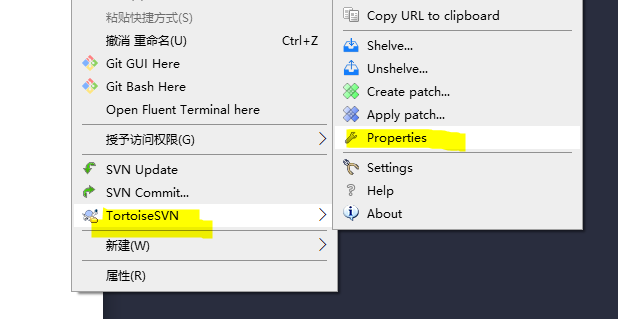 粘贴快捷方式(S)
撤消 重命名(U) Ctrl+Z
Git GUI Here
Git Bash Here
Open Fluent Terminal here
授予访问权限(G)
SVN Update
SVN Commit...
TortoiseSVN
新建(W)
属性(R)
Copy URL to clipboard
Shelve...
Unshelve...
Create patch...
Apply patch...
Properties
Settings
Help
About